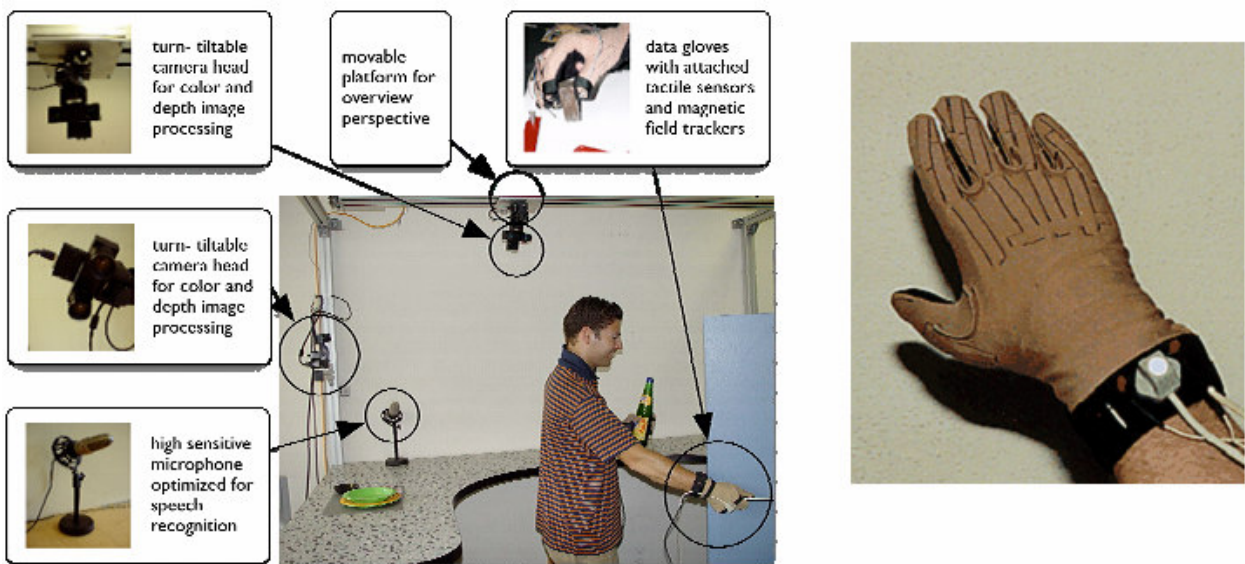 turn- tiltable
camera head
for color and
depth image
processing
movable
platform for
overview
perspective
data gloves
with attached
tactile sensors
and magnetic
field trackers
turn- tiltable
camera head
for color and
depth image
processing
high sensitive
microphone
optimized for
speech
recognition